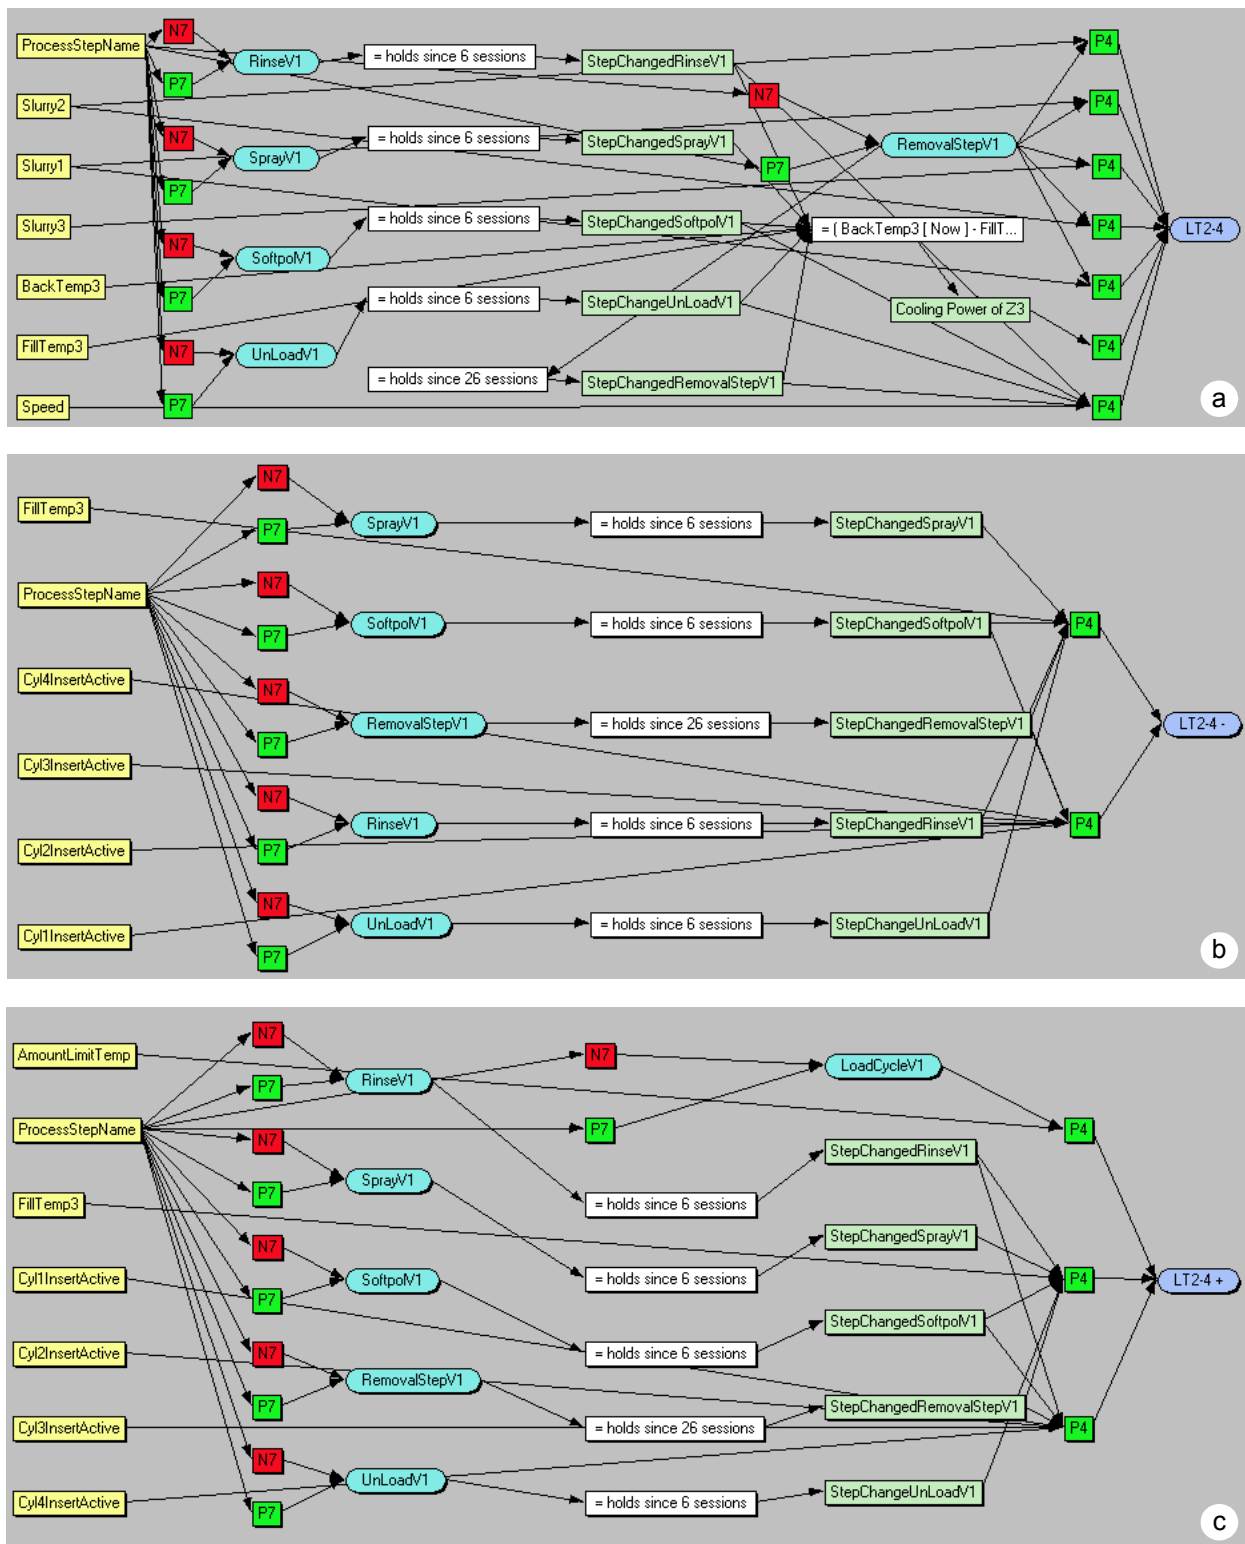 N7
P4
ProcessStepName
RinseV1
= holds since 6 sessions
StepChangedRinseV1
P7
N7
Slurry2
P4
N7
= holds since 6 sessions
StepChangedSprayV1
RemovalStepV1
Slurry1
SprayV1
P7
P4
P7
Slurry3
= holds since 6 sessions
StepChangedSoftpolV1
= ( BackTemp3 [ Now ] - FillT...
P4
LT2-4
N7
SoftpolV1
BackTemp3
P7
= holds since 6 sessions
StepChangeUnLoadV1
P4
Cooling Power of Z3
FillTemp3
N7
UnLoadV1
P4
= holds since 26 sessions
StepChangedRemovalStepV1
Speed
P7
P4
a
N7
FillTemp3
P7
SprayV1
= holds since 6 sessions
StepChangedSprayV1
ProcessStepName
N7
P7
SoftpolV1
= holds since 6 sessions
StepChangedSoftpolV1
P4
Cyl4InsertActive
N7
RemovalStepV1
= holds since 26 sessions
StepChangedRemovalStepV1
LT2-4 -
P7
Cyl3InsertActive
N7
RinseV1
= holds since 6 sessions
StepChangedRinseV1
P4
Cyl2InsertActive
P7
N7
UnLoadV1
= holds since 6 sessions
StepChangeUnLoadV1
Cyl1InsertActive
P7
b
N7
AmountLimitTemp
N7
LoadCycleV1
P7
RinseV1
ProcessStepName
N7
P7
P4
StepChangedRinseV1
SprayV1
P7
FillTemp3
= holds since 6 sessions
StepChangedSprayV1
N7
Cyl1InsertActive
SoftpolV1
= holds since 6 sessions
P4
LT2-4 +
P7
StepChangedSoftpolV1
Cyl2InsertActive
N7
= holds since 6 sessions
RemovalStepV1
P7
StepChangedRemovalStepV1
Cyl3InsertActive
= holds since 26 sessions
P4
N7
UnLoadV1
StepChangeUnLoadV1
Cyl4InsertActive
P7
= holds since 6 sessions
c